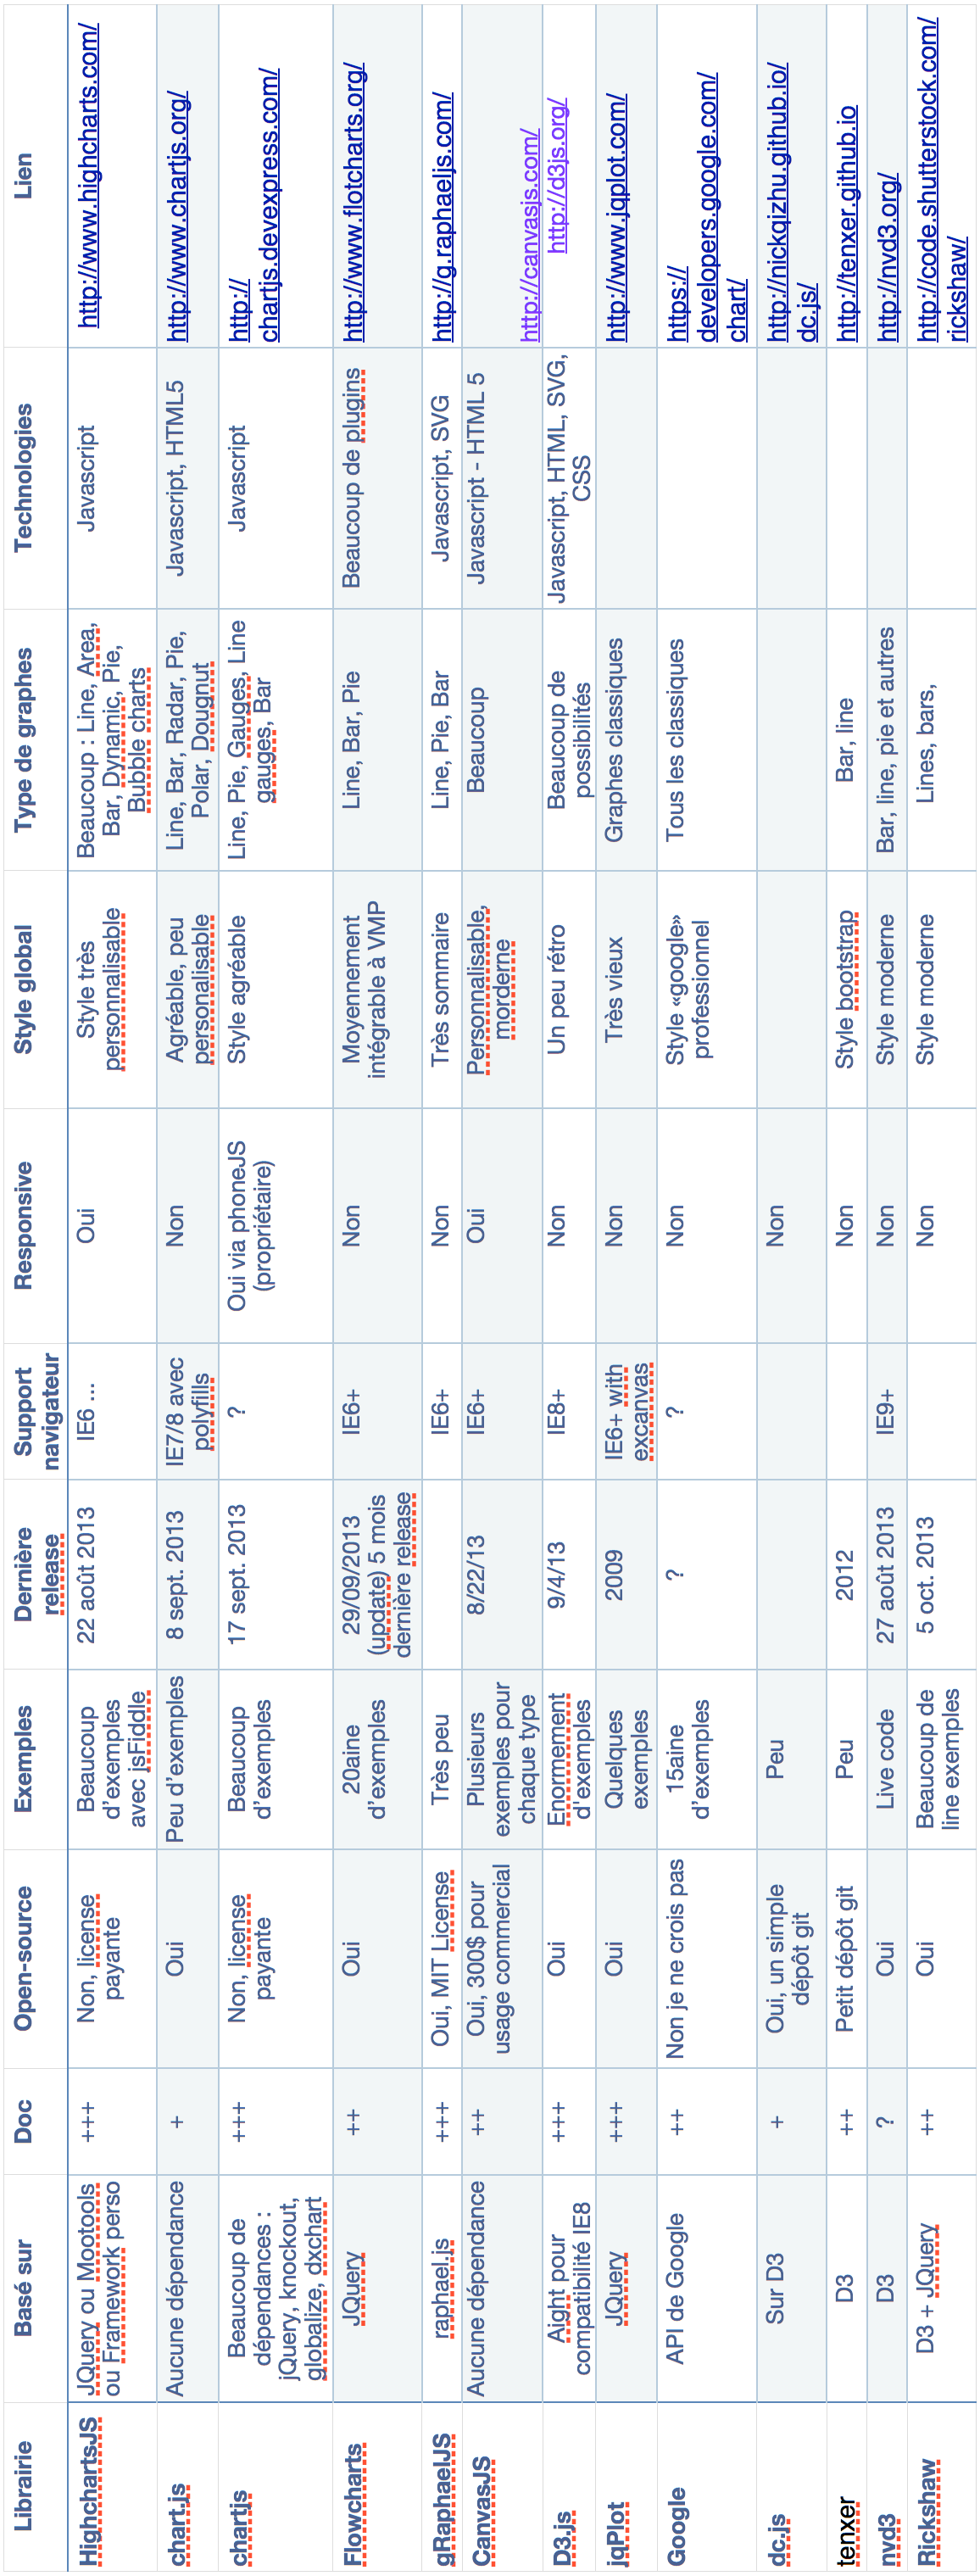 Librairie Basé sur Doc Open-source Exemples Dernière Support Responsive Style global Type de graphes Technologies Lien
release navigateur
HighchartsJS JQuery ou Mootools +++ Non, license Beaucoup 22 août 2013 IE6 ... Oui Style très Beaucoup : Line, Area, Javascript http://www.highcharts.com/
ou Framework perso payante d'exemples personnalisable Bar, Dynamic, Pie,
avec jsFiddle Bubble charts
chart.js Aucune dépendance + Oui Peu d'exemples 8 sept. 2013 IE7/8 avec Non Agréable, peu Line, Bar, Radar, Pie, Javascript, HTML5 http://www.chartjs.org/
polyfills personalisable Polar, Dougnut
chartjs Beaucoup de +++ Non, license Beaucoup 17 sept. 2013 ? Oui via phoneJS Style agréable Line, Pie, Gauges, Line Javascript http://
dépendances : payante d'exemples (propriétaire) gauges, Bar chartjs.devexpress.com/
jQuery, knockout,
globalize, dxchart
Flowcharts JQuery ++ Oui 20aine 29/09/2013 IE6+ Non Moyennement Line, Bar, Pie Beaucoup de plugins http://www.flotcharts.org/
d'exemples (update) 5 mois intégrable à VMP
dernière release
gRaphaelJS raphael.js +++ Oui, MIT License Très peu IE6+ Non Très sommaire Line, Pie, Bar Javascript, SVG http://g.raphaeljs.com/
CanvasJS Aucune dépendance ++ Oui, 300$ pour Plusieurs 8/22/13 IE6+ Oui Personnalisable, Beaucoup Javascript - HTML 5
usage commercial exemples pour morderne
chaque type http://canvasjs.com/
D3.js Aight pour +++ Oui Enormement 9/4/13 IE8+ Non Un peu rétro Beaucoup de Javascript, HTML, SVG, http://d3js.org/
compatibilité IE8 d'exemples possibilités CSS
jqPlot JQuery +++ Oui Quelques 2009 IE6+ with Non Très vieux Graphes classiques http://www.jqplot.com/
exemples excanvas
Google API de Google ++ Non je ne crois pas 15aine ? ? Non Style «google» Tous les classiques https://
d'exemples professionnel developers.google.com/
chart/
dc.js Sur D3 + Oui, un simple Peu Non http://nickqizhu.github.io/
dépôt git dc.js/
tenxer D3 ++ Petit dépôt git Peu 2012 Non Style bootstrap Bar, line http://tenxer.github.io
nvd3 D3 ? Oui Live code 27 août 2013 IE9+ Non Style moderne Bar, line, pie et autres http://nvd3.org/
Rickshaw D3 + JQuery ++ Oui Beaucoup de 5 oct. 2013 Non Style moderne Lines, bars, http://code.shutterstock.com/
line exemples rickshaw/